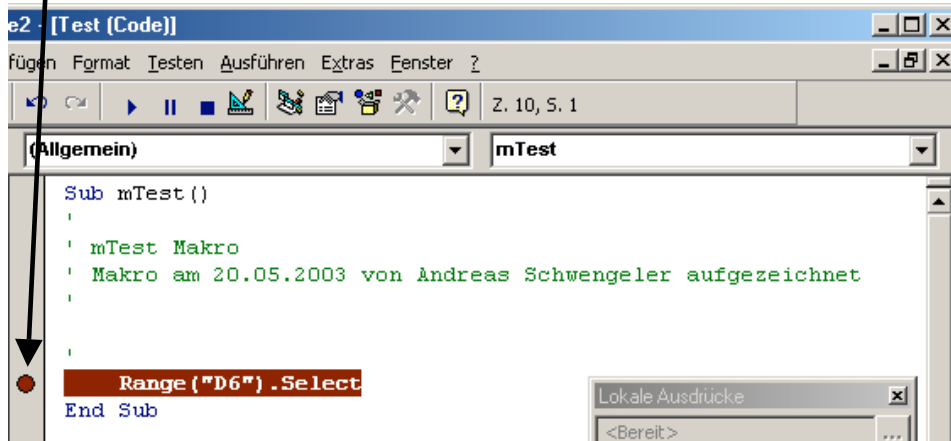 e2 - [Test (Code)]
fügen Format Testen Ausführen Extras Fenster ?
Z. 10, S. 1
(Allgemein) mTest
Sub mTest()
'
' mTest Makro
' Makro am 20.05.2003 von Andreas Schwengeler aufgezeichnet
'
'
Range("D6").Select
End Sub
Lokale Ausdrücke
<Bereit> ...